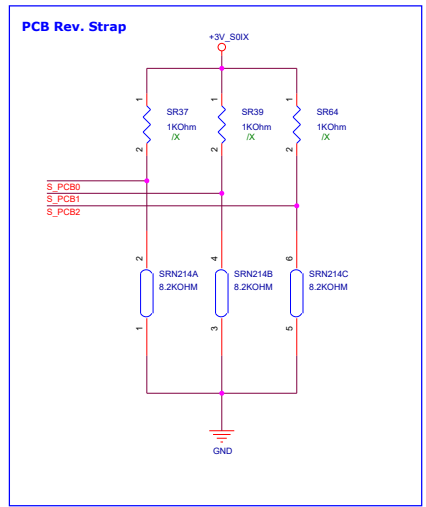 PCB Rev. Strap
+3V_S0IX
1
1
1
SR37
SR39
SR64
1KOhm
1KOhm
1KOhm
/X
/X
/X
2
2
2
S_PCB0
S_PCB1
S_PCB2
2
4
6
SRN214A
SRN214B
SRN214C
8.2KOHM
8.2KOHM
8.2KOHM
1
3
5
GND